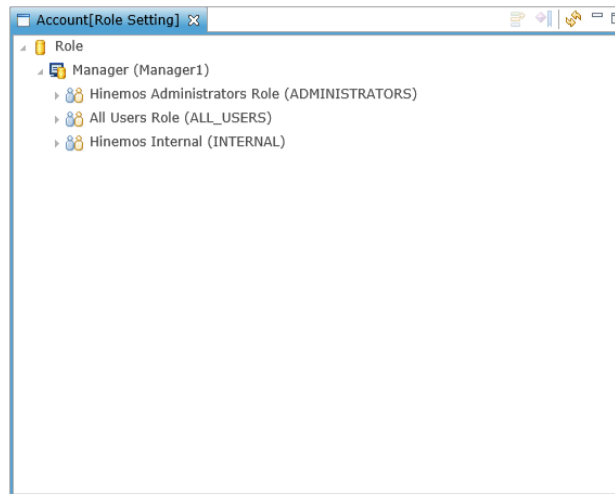 Account[Role Setting]
Role
Manager (Manager1)
Hinemos Administrators Role (ADMINISTRATORS)
All Users Role (ALL_USERS)
Hinemos Internal (INTERNAL)